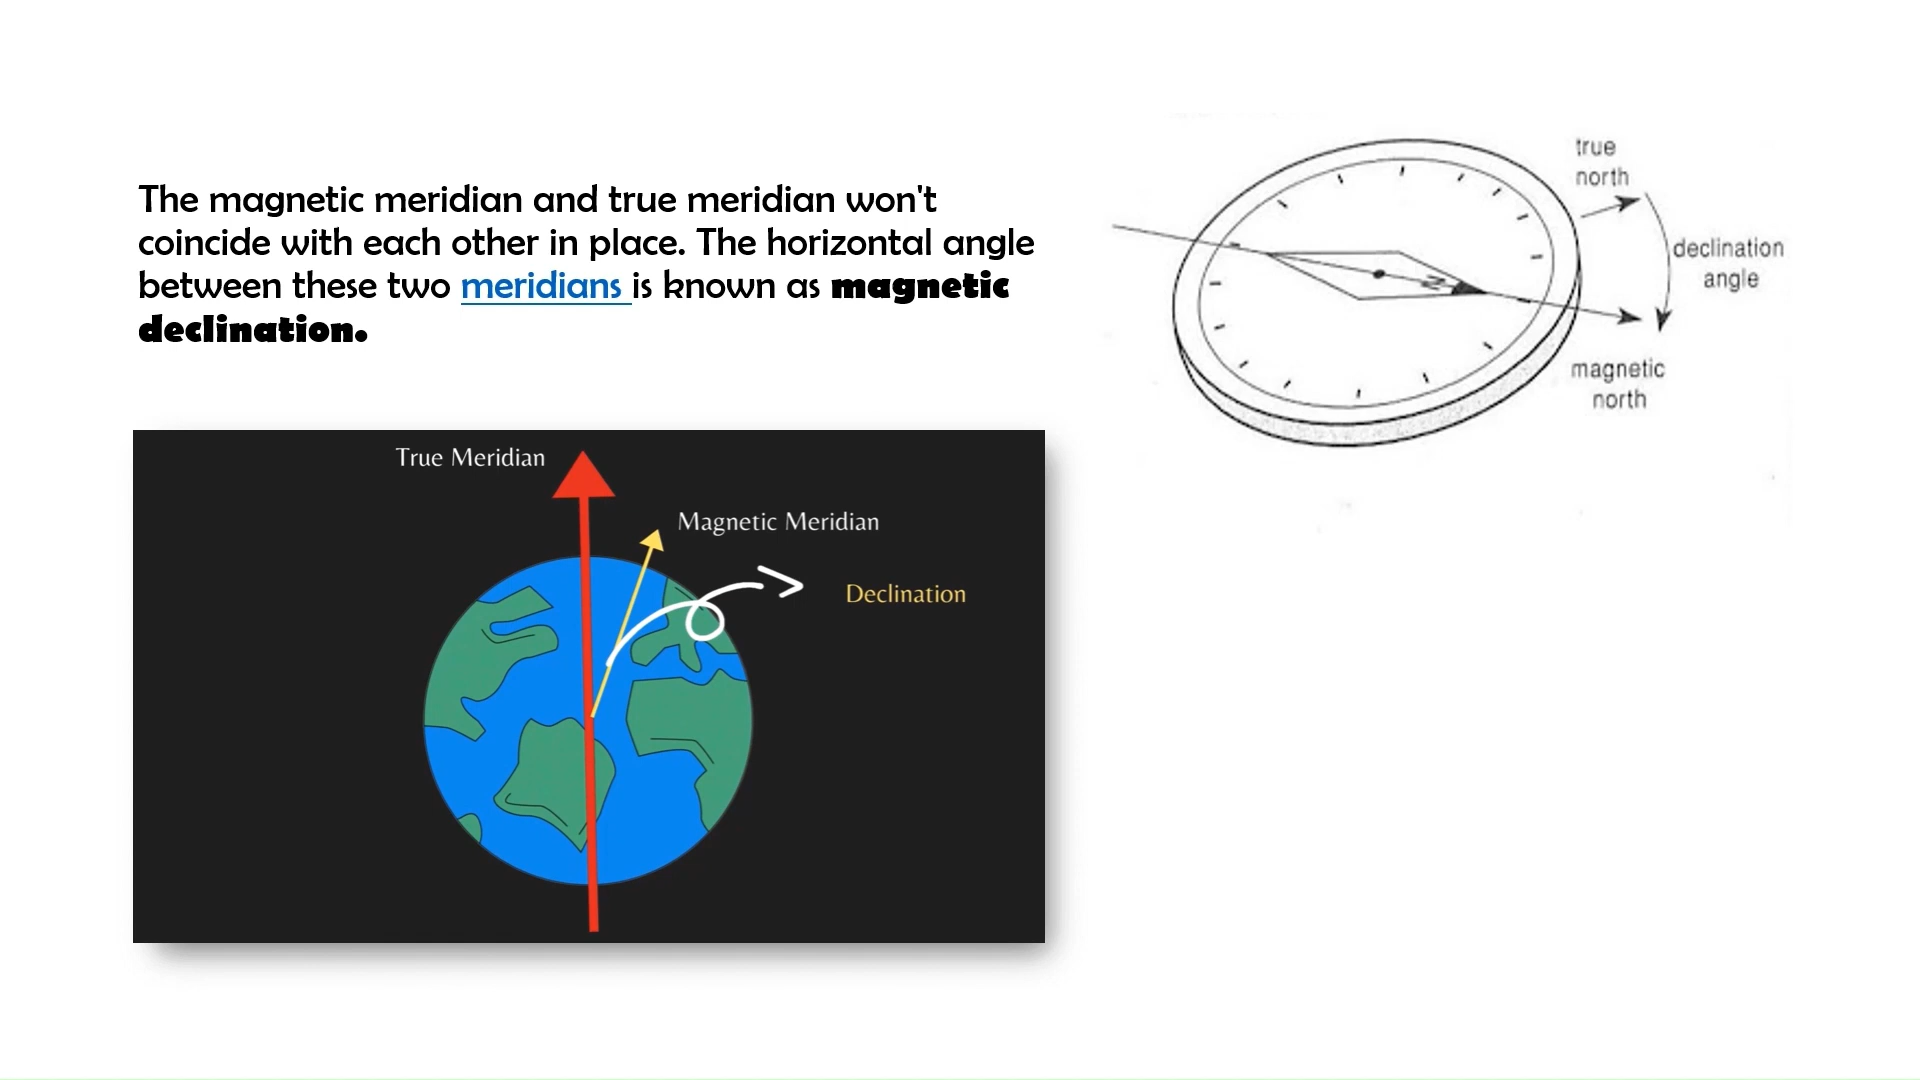 The magnetic meridian and true meridian won't
coincide with each other in place. The horizontal angle
between these two meridians is known as magnetic
declination.
true
north
declination
angle
N
magnetic
north
True Meridian
Magnetic Meridian
Declination